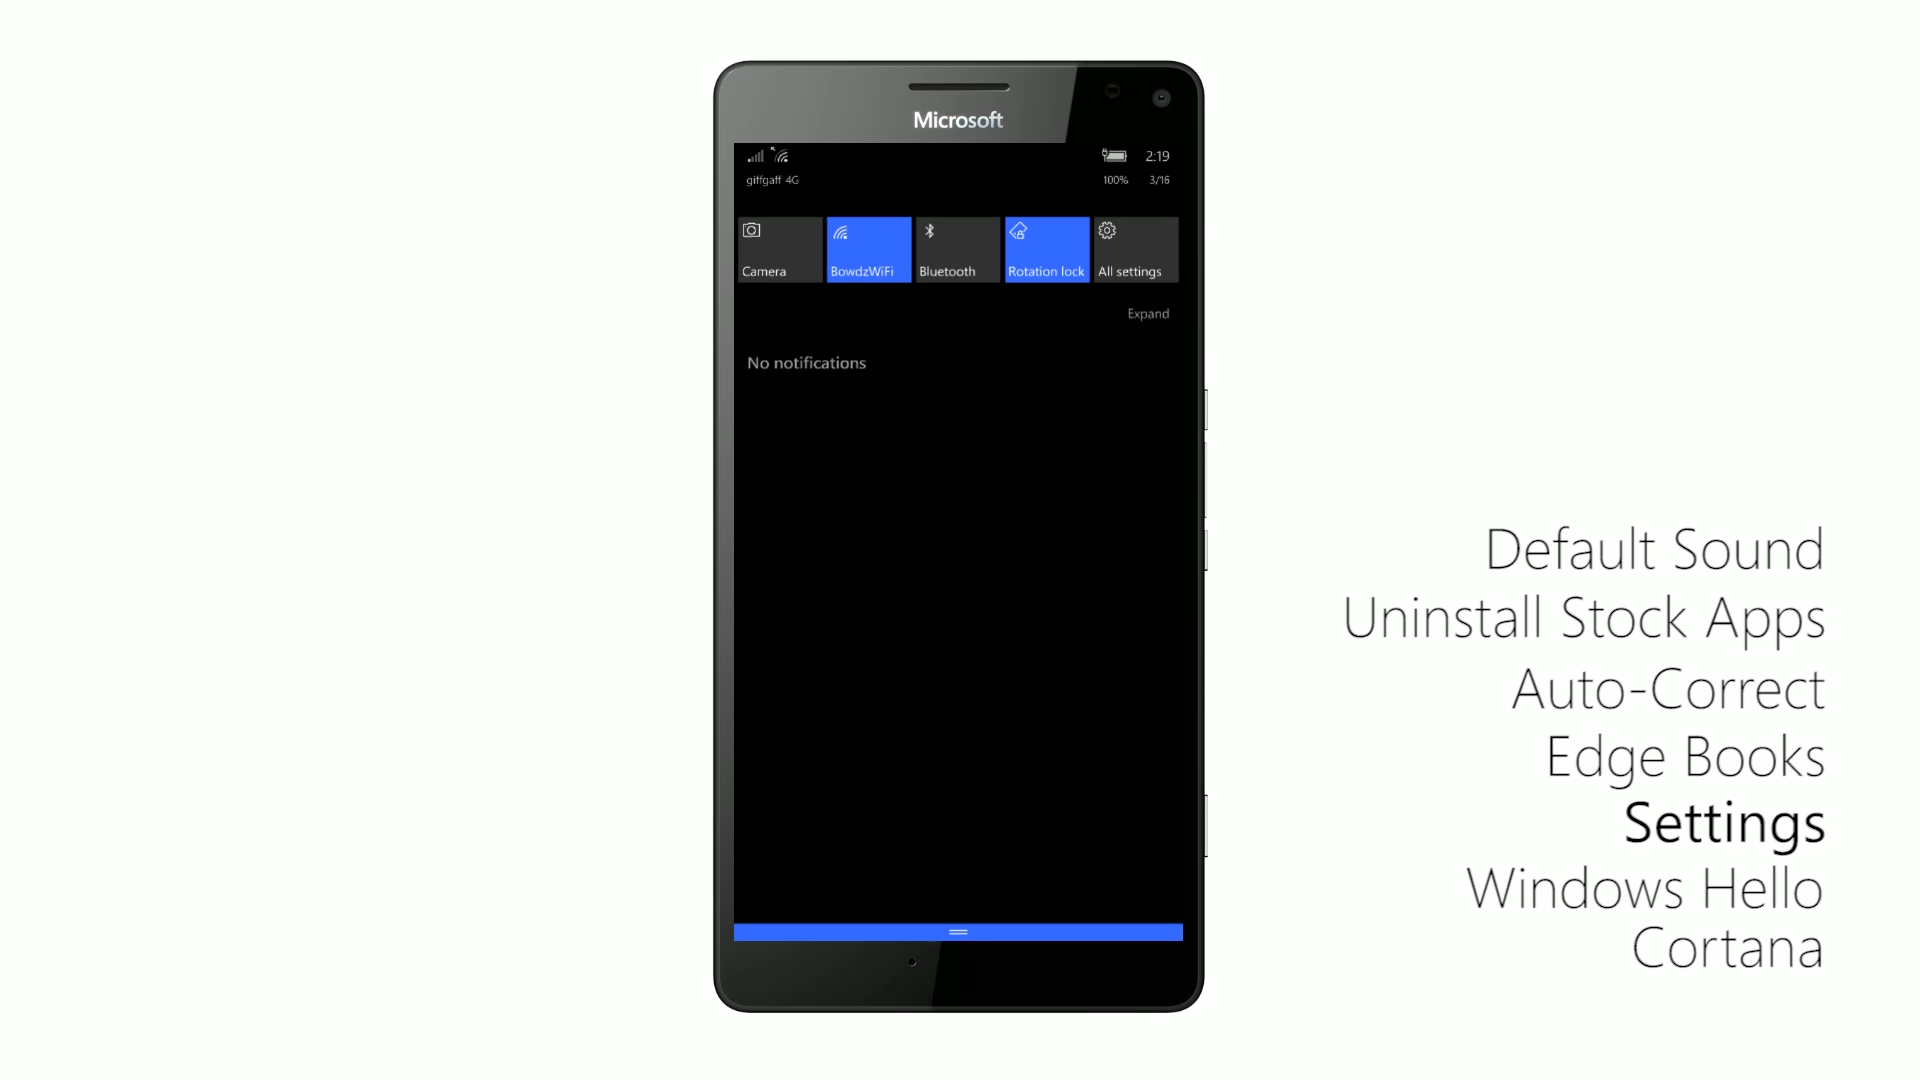 Microsoft
2:19
giffgaff 4G
100% 3/16
Camera
BowdzWiFi
Bluetooth
Rotation lock
All settings
Expand
No notifications
Default Sound
Uninstall Stock Apps
Auto-Correct
Edge Books
Settings
Windows Hello
Cortana